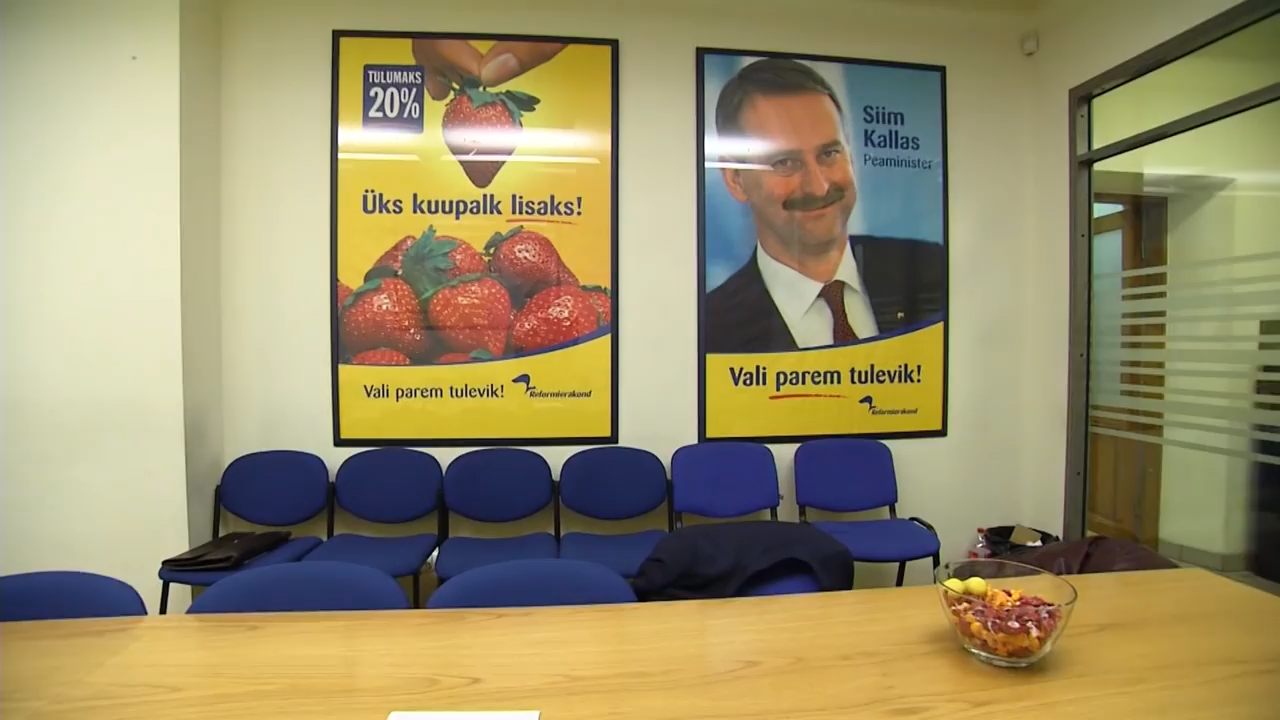 TULUMAKS
20%
Üks kuupalk lisaks!
Vali parem tulevik!
Reformierakond
Siim
Kallas
Peaminister
Vali parem tulevik!
Reformierakond